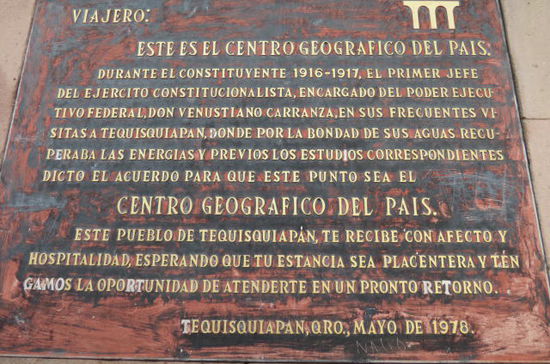 VIAJERO:
ESTE ES EL CENTRO GEOGRAFICO DEL PAIS.
DURANTE EL CONSTITUYENTE 1916-1917, EL PRIMER JEFE
DEL EJERCITO CONSTITUCIONALISTA, ENCARGADO DEL PODER EJECU-
TIVO FEDERAL, DON VENUSTIANO CARRANZA, EN SUS FRECUENTES VI-
SITAS A TEQUISQUIAPAN, DONDE POR LA BONDAD DE SUS AGUAS RECU-
PERABA LAS ENERGIAS Y PREVIOS LOS ESTUDIOS CORRESPONDIENTES
DICTO EL ACUERDO PARA QUE ESTE PUNTO SEA EL
CENTRO GEOGRAFICO DEL PAIS.
ESTE PUEBLO DE TEQUISQUIAPÁN, TE RECIBE CON AFECTO Y
HOSPITALIDAD, ESPERANDO QUE TU ESTANCIA SEA PLACENTERA Y TEN
GAMOS LA OPORTUNIDAD DE ATENDERTE EN UN PRONTO RETORNO.
TEQUISQUIAPAN, QRO., MAYO DE 1978.